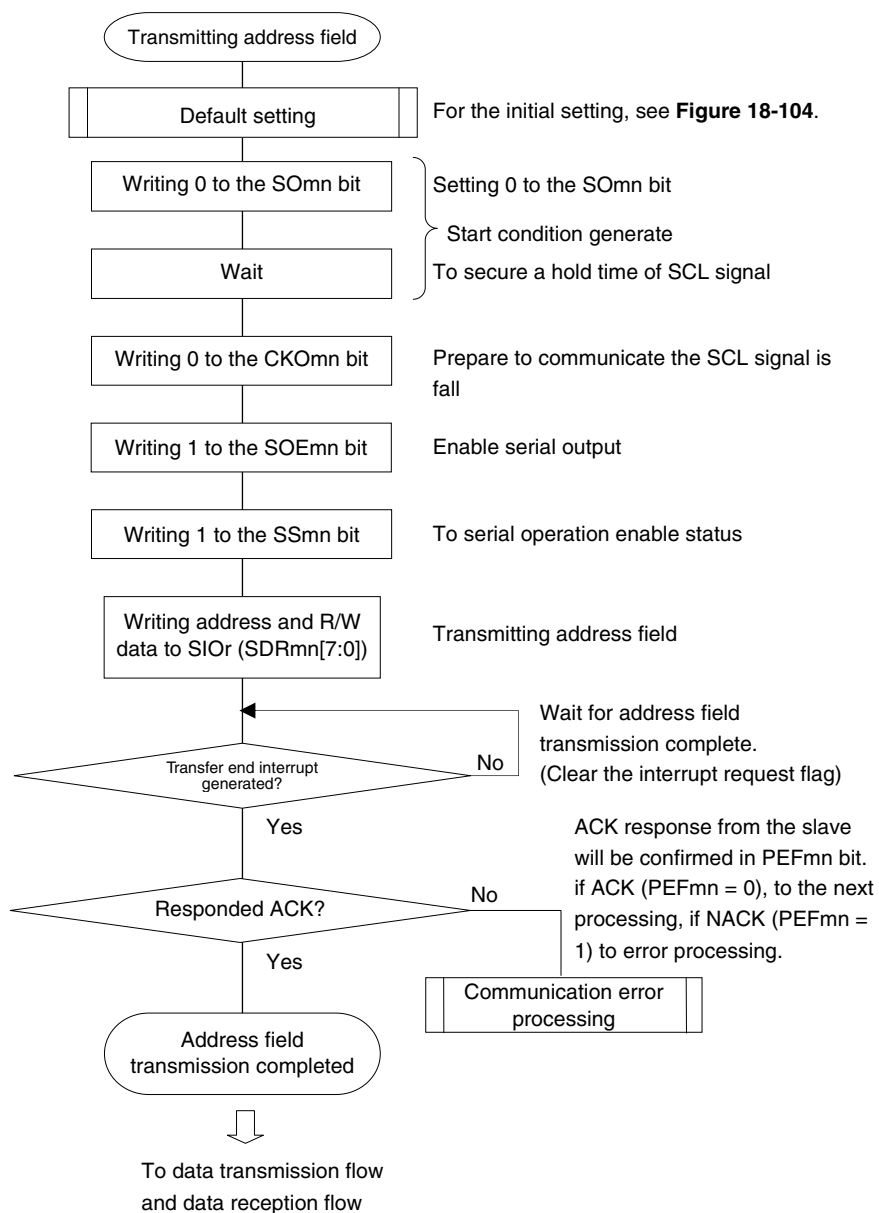 Transmitting address field
Default setting
For the initial setting, see Figure 18-104.
Writing 0 to the SOmn bit
Setting 0 to the SOmn bit
Start condition generate
Wait
To secure a hold time of SCL signal
Writing 0 to the CKOmn bit
Prepare to communicate the SCL signal is
fall
Writing 1 to the SOEmn bit
Enable serial output
Writing 1 to the SSmn bit
To serial operation enable status
Writing address and R/W
data to SIOr (SDRmn[7:0])
Transmitting address field
Wait for address field
transmission complete.
(Clear the interrupt request flag)
Transfer end interrupt
generated?
No
Yes
ACK response from the slave
will be confirmed in PEFmn bit.
if ACK (PEFmn = 0), to the next
processing, if NACK (PEFmn =
1) to error processing.
Responded ACK?
No
Yes
Communication error
processing
Address field
transmission completed
To data transmission flow
and data reception flow